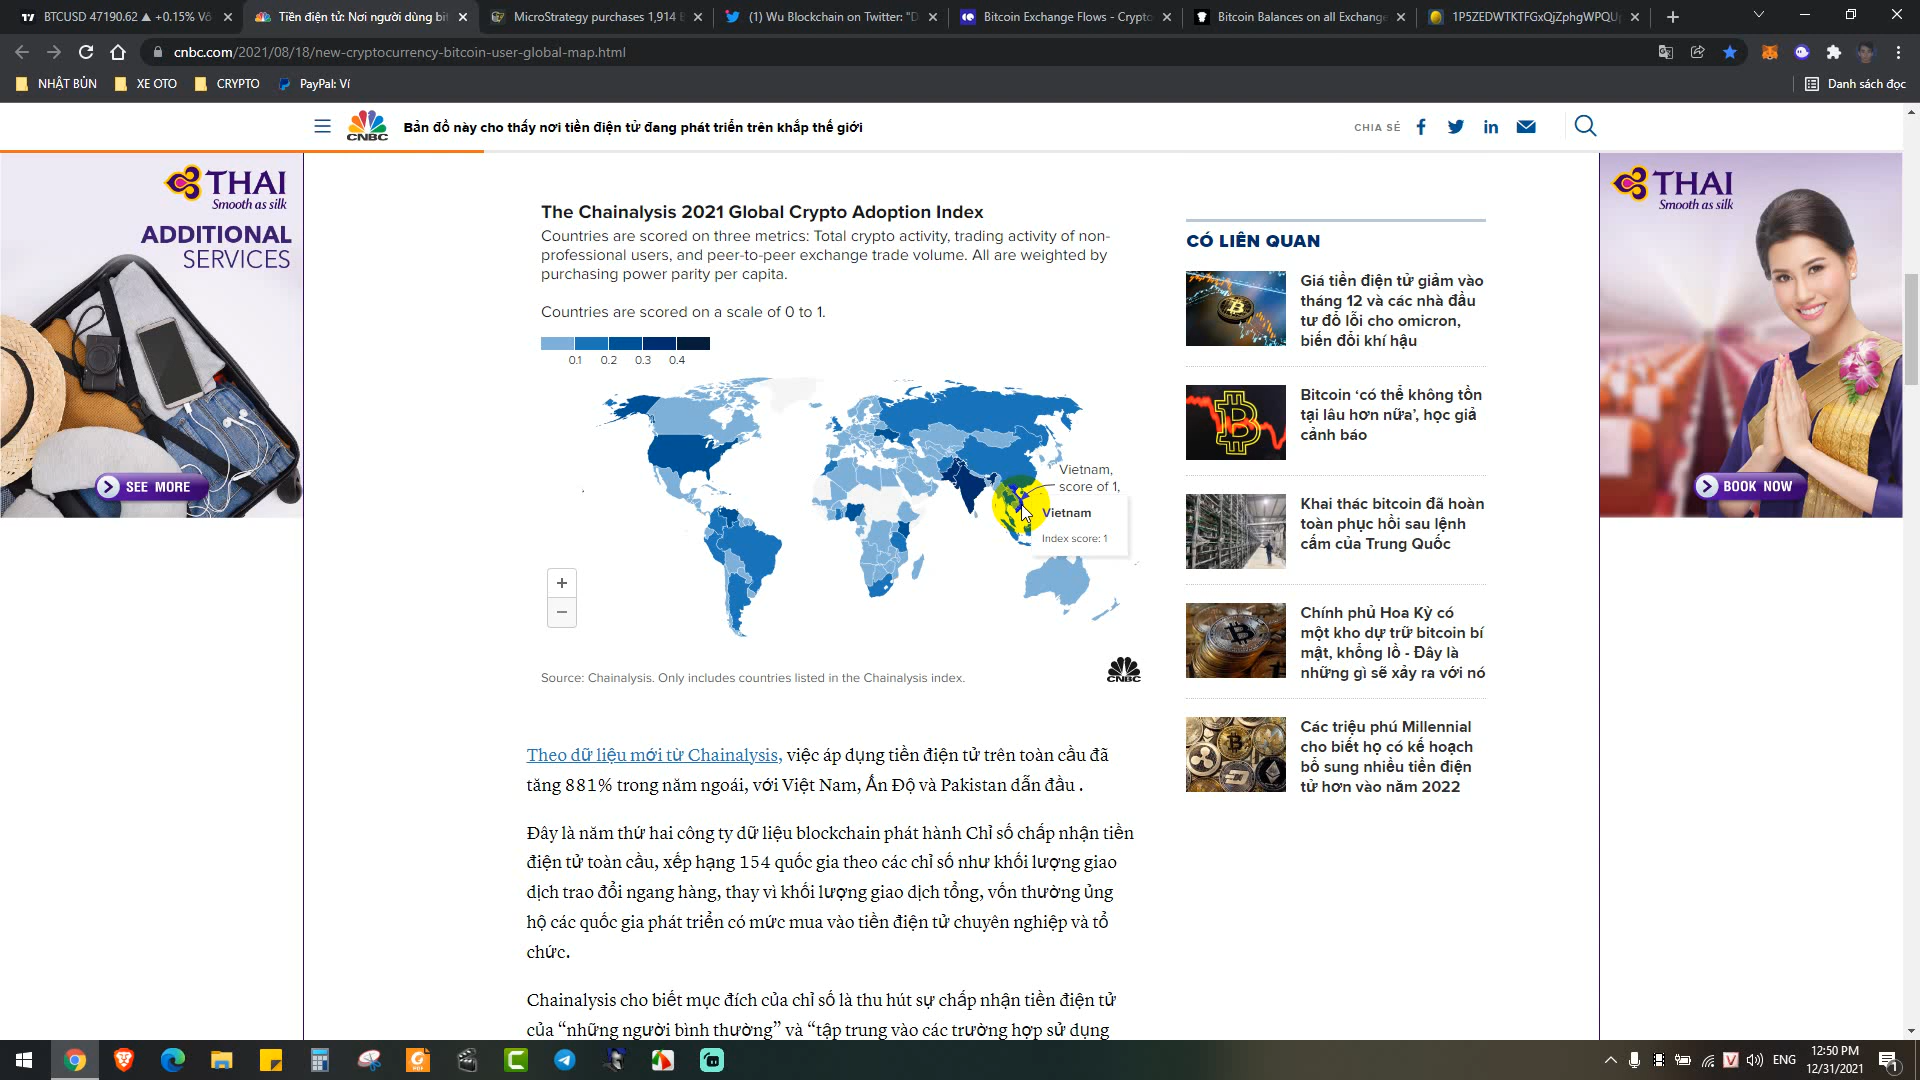 BTCUSD 47190.62 ▲ +0.15% Vô
Tiền điện tử: Nơi người dùng bit
MicroStrategy purchases 1,914 B
(1) Wu Blockchain on Twitter: "D
Bitcoin Exchange Flows - Crypto
Bitcoin Balances on all Exchange
1P5ZEDWTKTFGxQjZphgWPQU
cnbc.com/2021/08/18/new-cryptocurrency-bitcoin-user-global-map.html
NHẬT BỦN
XE OTO
CRYPTO
PayPal: Ví
Danh sách đọc
CNBC
Bản đồ này cho thấy nơi tiền điện tử đang phát triển trên khắp thế giới
CHIA SẺ
THAI
Smooth as silk
ADDITIONAL
SERVICES
SEE MORE
The Chainalysis 2021 Global Crypto Adoption Index
Countries are scored on three metrics: Total crypto activity, trading activity of non-
professional users, and peer-to-peer exchange trade volume. All are weighted by
purchasing power parity per capita.
Countries are scored on a scale of 0 to 1.
0.1 0.2 0.3 0.4
Vietnam,
score of 1,
Vietnam
Index score: 1
+
−
Source: Chainalysis. Only includes countries listed in the Chainalysis index.
CNBC
Theo dữ liệu mới từ Chainalysis, việc áp dụng tiền điện tử trên toàn cầu đã
tăng 881% trong năm ngoái, với Việt Nam, Ấn Độ và Pakistan dẫn đầu .
Đây là năm thứ hai công ty dữ liệu blockchain phát hành Chỉ số chấp nhận tiền
điện tử toàn cầu, xếp hạng 154 quốc gia theo các chỉ số như khối lượng giao
dịch trao đổi ngang hàng, thay vì khối lượng giao dịch tổng, vốn thường ủng
hộ các quốc gia phát triển có mức mua vào tiền điện tử chuyên nghiệp và tổ
chức.
Chainalysis cho biết mục đích của chỉ số là thu hút sự chấp nhận tiền điện tử
của “những người bình thường” và “tập trung vào các trường hợp sử dụng
CÓ LIÊN QUAN
Giá tiền điện tử giảm vào
tháng 12 và các nhà đầu
tư đổ lỗi cho omicron,
biến đổi khí hậu
Bitcoin ‘có thể không tồn
tại lâu hơn nữa’, học giả
cảnh báo
Khai thác bitcoin đã hoàn
toàn phục hồi sau lệnh
cấm của Trung Quốc
Chính phủ Hoa Kỳ có
một kho dự trữ bitcoin bí
mật, khổng lồ - Đây là
những gì sẽ xảy ra với nó
Các triệu phú Millennial
cho biết họ có kế hoạch
bổ sung nhiều tiền điện
tử hơn vào năm 2022
THAI
Smooth as silk
BOOK NOW
ENG
12:50 PM
12/31/2021
1